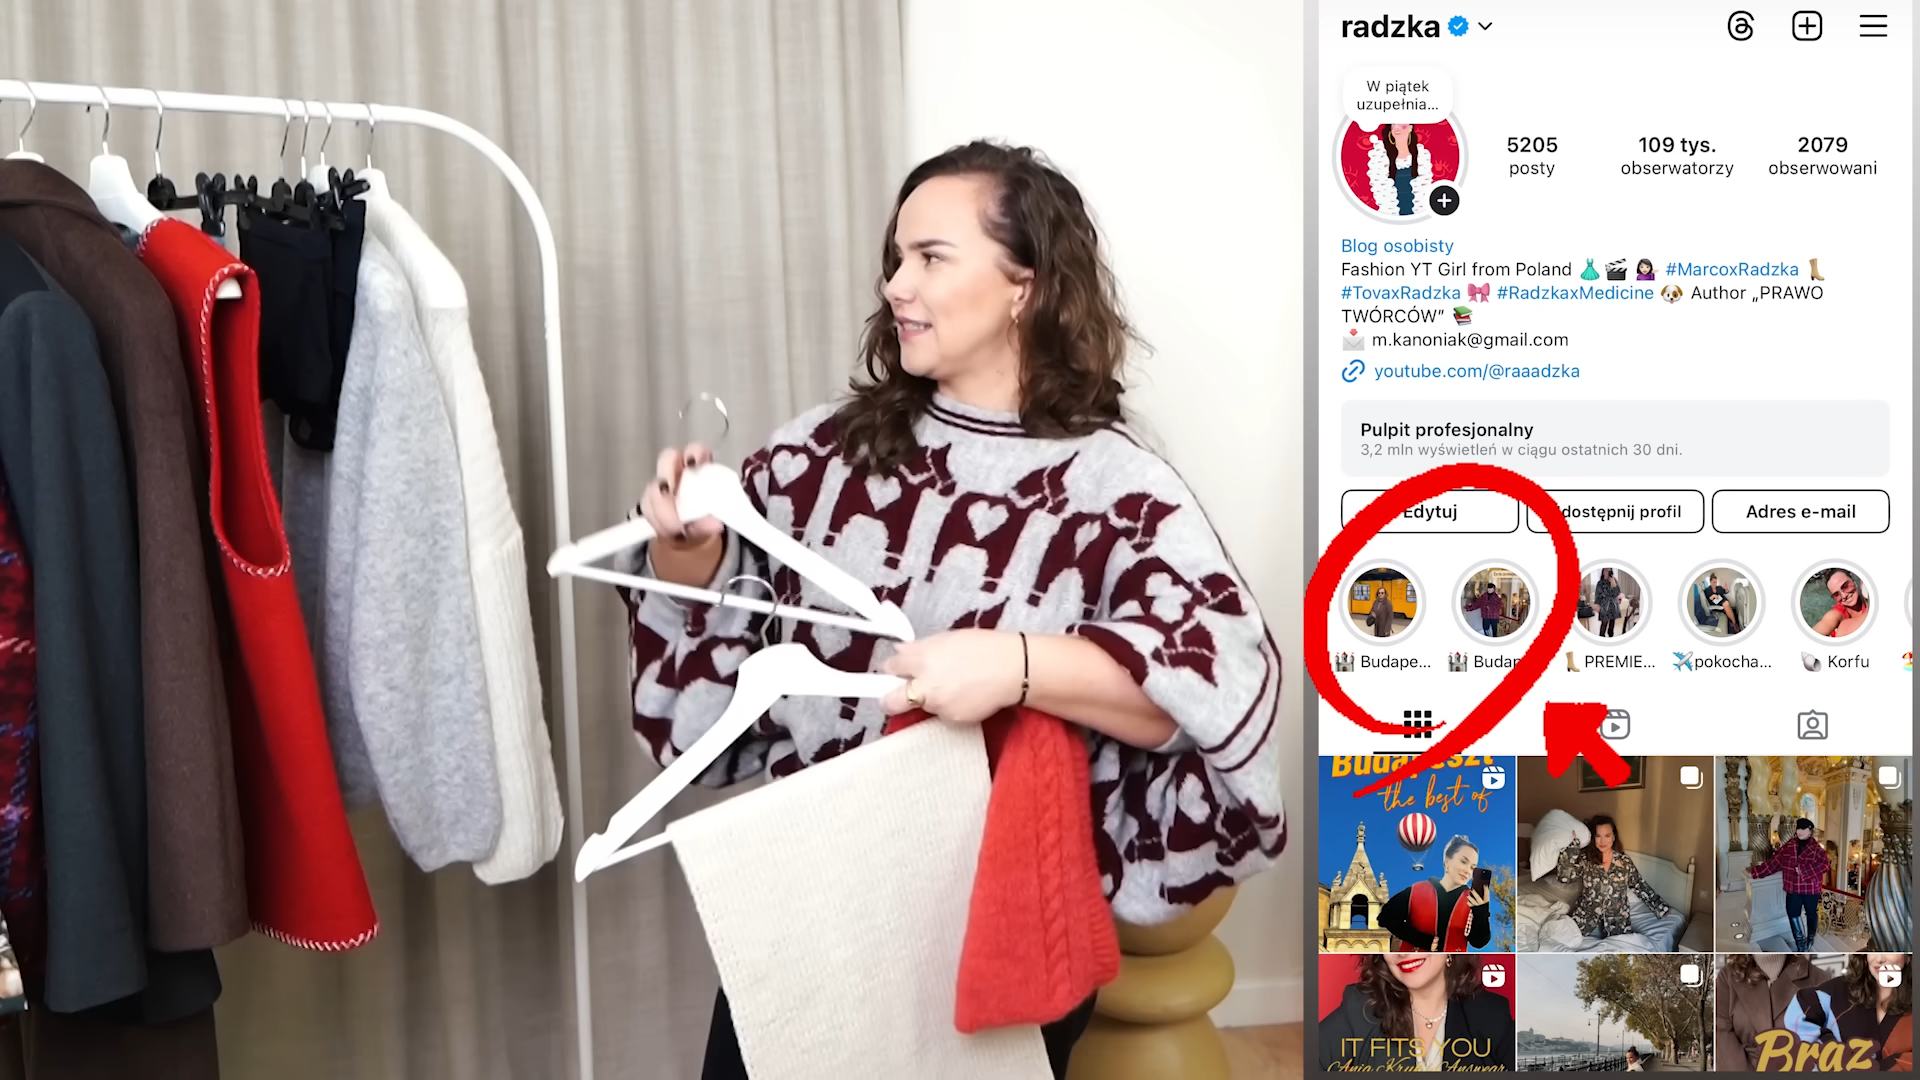 radzka
W piątek
uzupełnia...
5205
posty
109 tys.
obserwatorzy
2079
obserwowani
Blog osobisty
Fashion YT Girl from Poland 👗🎬 💁🏻‍♀️ #MarcoxRadzka 👢
#TovaxRadzka 🎀 #RadzkaxMedicine 🐶 Author „PRAWO
TWÓRCÓW” 📚
📩 m.kanoniak@gmail.com
youtube.com/@raaadzka
Pulpit profesjonalny
3,2 mln wyświetleń w ciągu ostatnich 30 dni.
Edytuj
dostępnij profil
Adres e-mail
🏰 Budape...
🏰 Budap
👢 PREMIE...
✈️pokocha...
🐚 Korfu
Budapeszt
the best of
IT FITS YOU
Braz